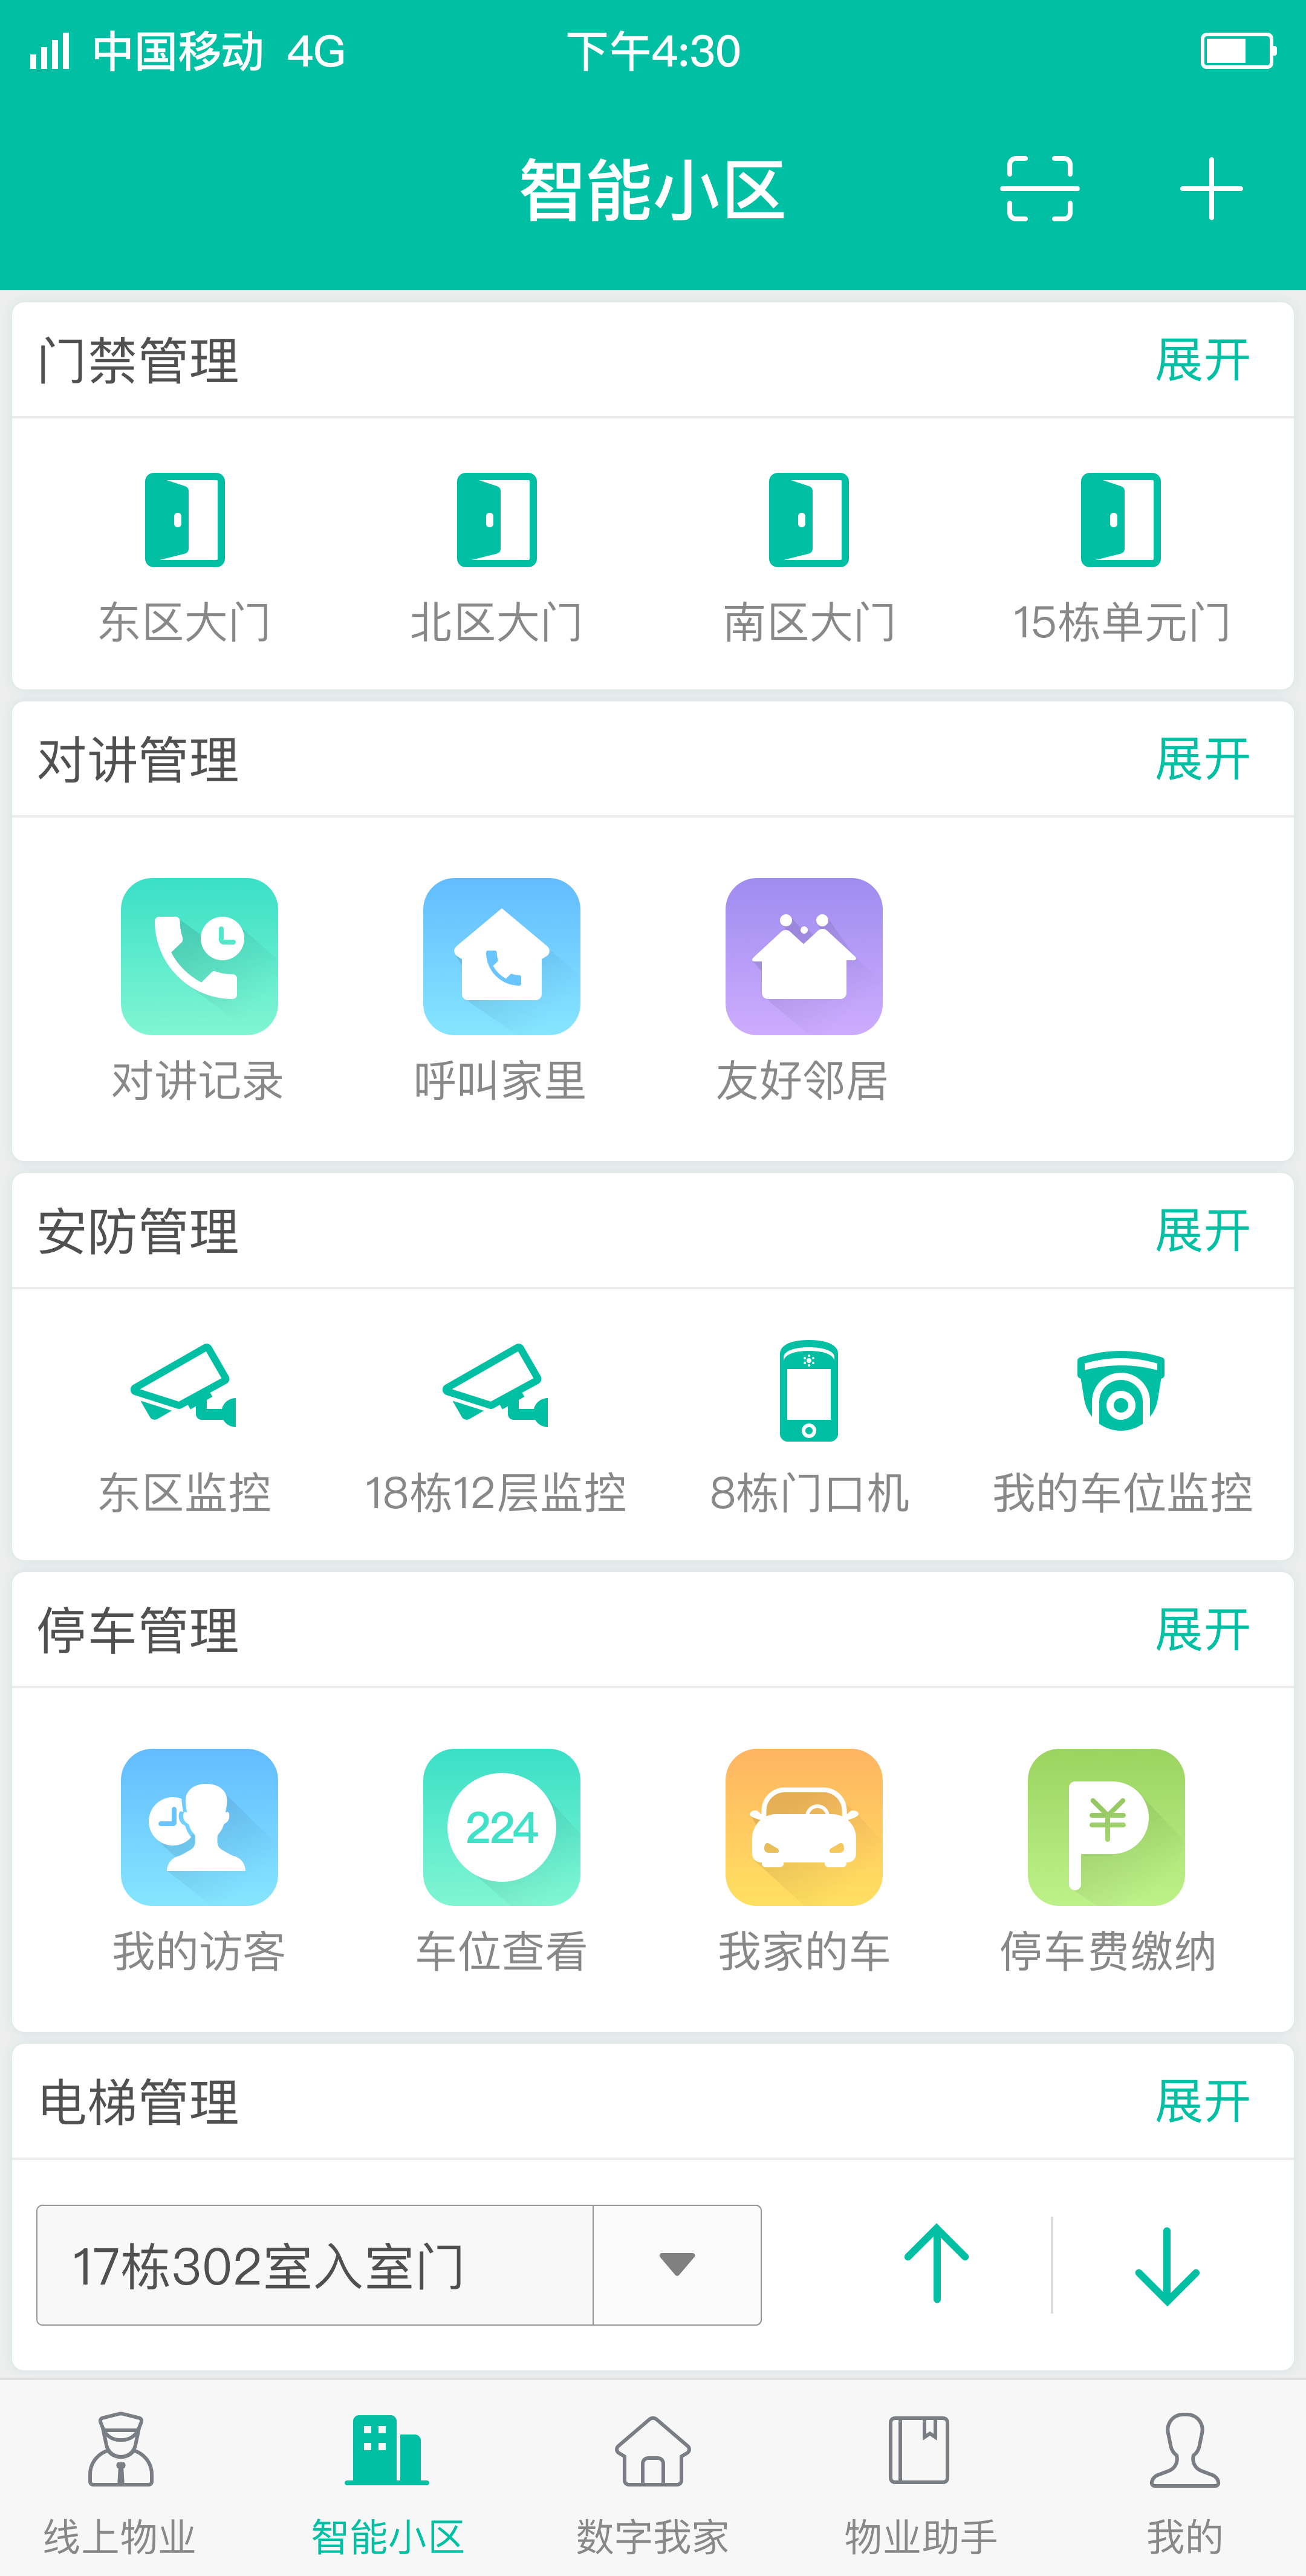 中国移动 4G 下午4:30
智能小区
门禁管理 展开
东区大门 北区大门 南区大门 15栋单元门
对讲管理 展开
对讲记录 呼叫家里 友好邻居
安防管理 展开
东区监控 18栋12层监控 8栋门口机 我的车位监控
停车管理 展开
224 ¥
我的访客 车位查看 我家的车 停车费缴纳
电梯管理 展开
17栋302室入室门
线上物业 智能小区 数字我家 物业助手 我的